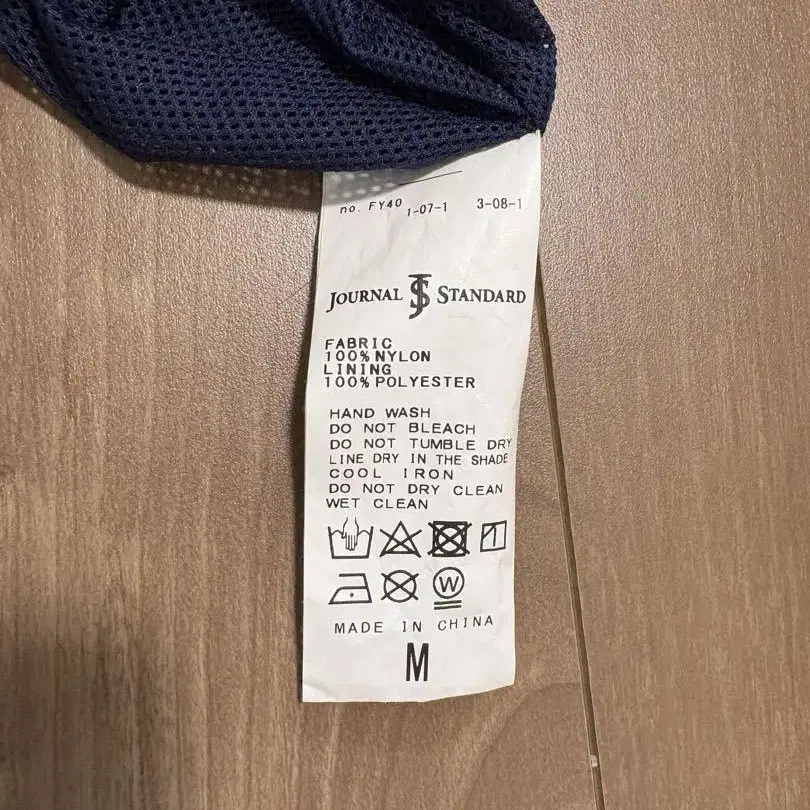 no. FY40 1-07-1 3-08-1
JOURNAL JS STANDARD
FABRIC
100% NYLON
LINING
100% POLYESTER
HAND WASH
DO NOT BLEACH
DO NOT TUMBLE DRY
LINE DRY IN THE SHADE
COOL IRON
DO NOT DRY CLEAN
WET CLEAN
W
MADE IN CHINA
M